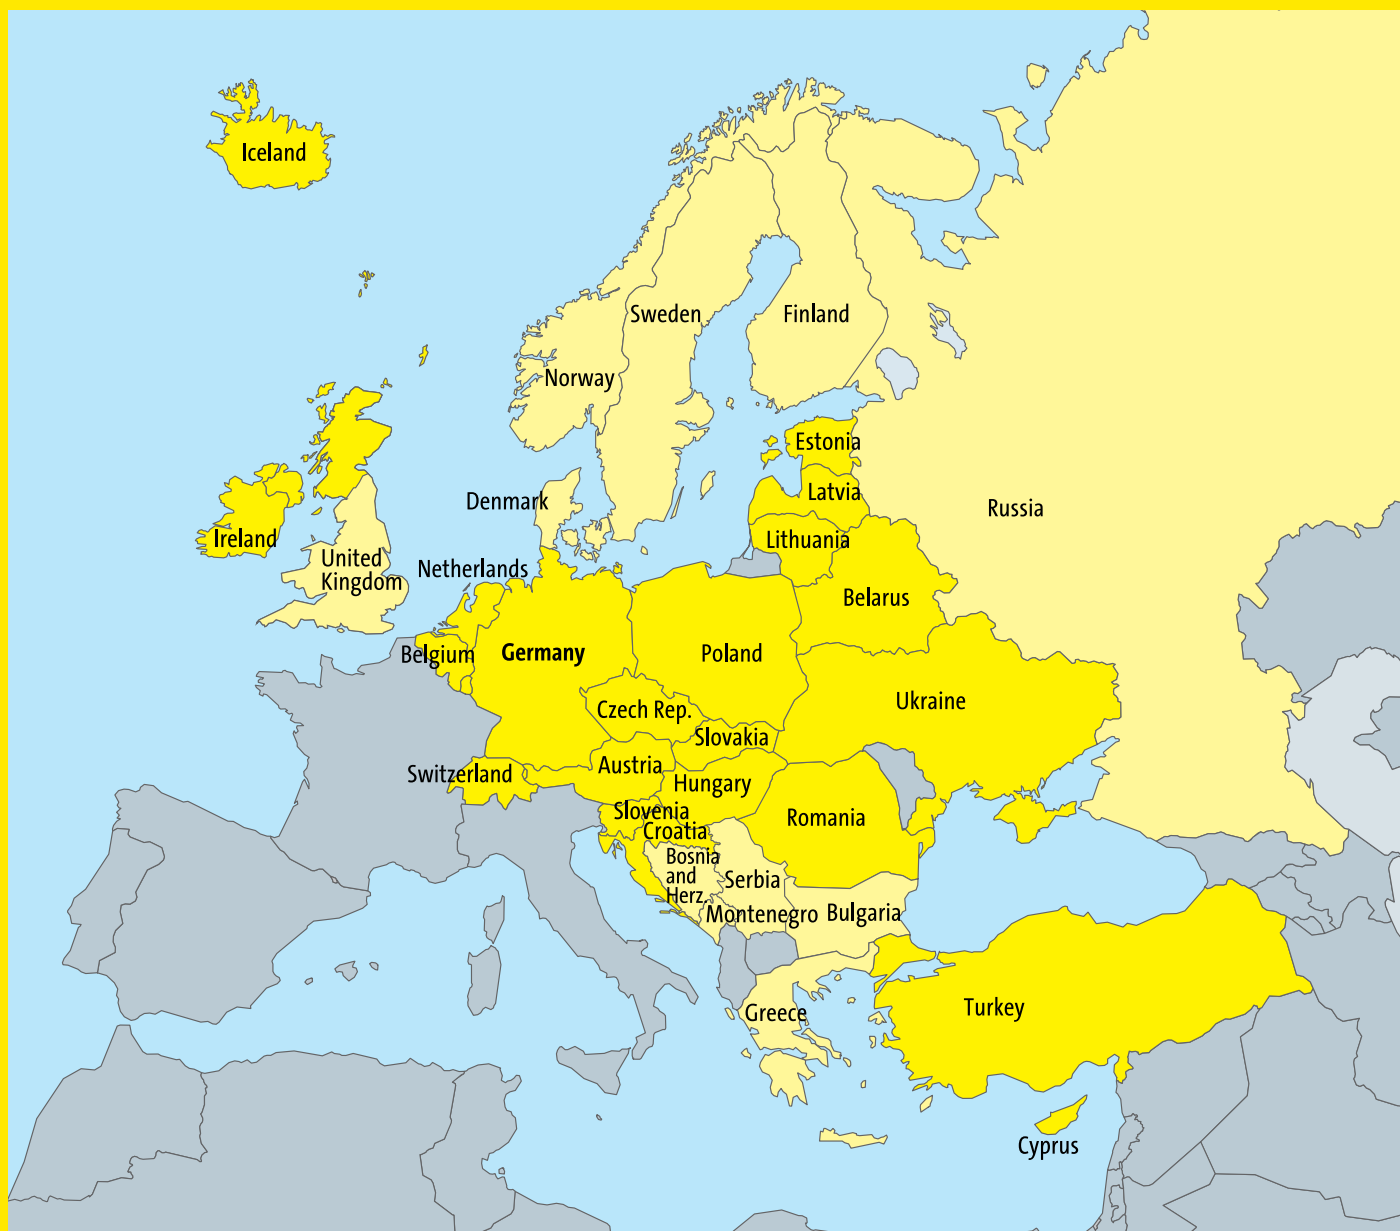 Iceland
Sweden
Finland
Norway
Estonia
Latvia
Denmark
Russia
Ireland
Lithuania
United
Kingdom
Netherlands
Belarus
Belgium
Germany
Poland
Ukraine
Czech Rep.
Slovakia
Austria
Switzerland
Hungary
Slovenia
Romania
Croatia
Bosnia
and
Herz.
Serbia
Montenegro
Bulgaria
Greece
Turkey
Cyprus